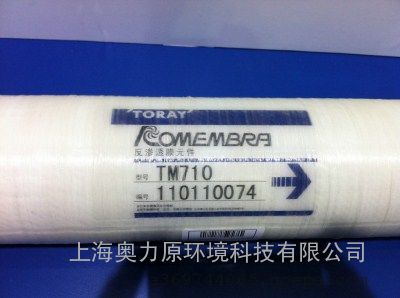 TORAY
ROMEMBRA
反渗透膜元件
型号 TM710
编号 110110074
上海奥力原环境科技有限公司